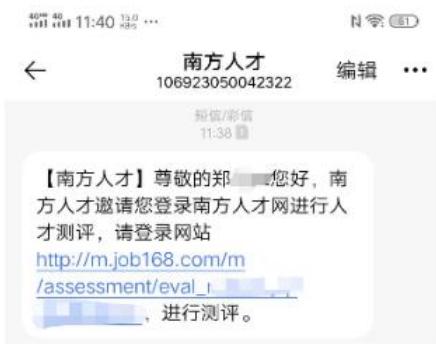 11:40
61
南方人才
106923050042322
编辑
短信/彩信
11:38
【南方人才】尊敬的郑 您好，南
方人才邀请您登录南方人才网进行人
才测评，请登录网站
http://m.job168.com/m
/assessment/eval_
、进行测评。